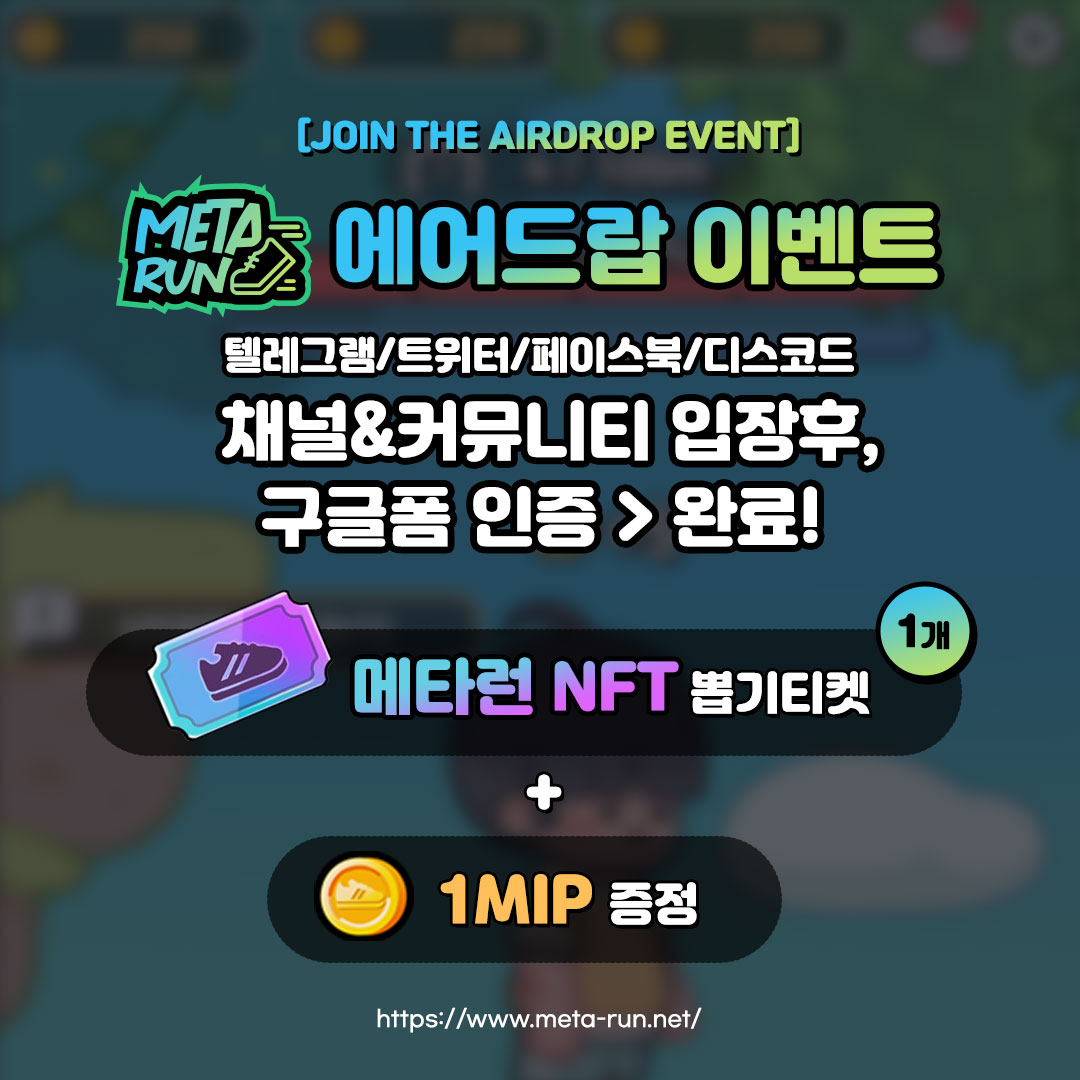 [JOIN THE AIRDROP EVENT]
META RUN 에어드랍 이벤트
텔레그램/트위터/페이스북/디스코드
채널&커뮤니티 입장후,
구글폼 인증 > 완료!
메타런 NFT 뽑기티켓 1개
+
1MIP 증정
https://www.meta-run.net/